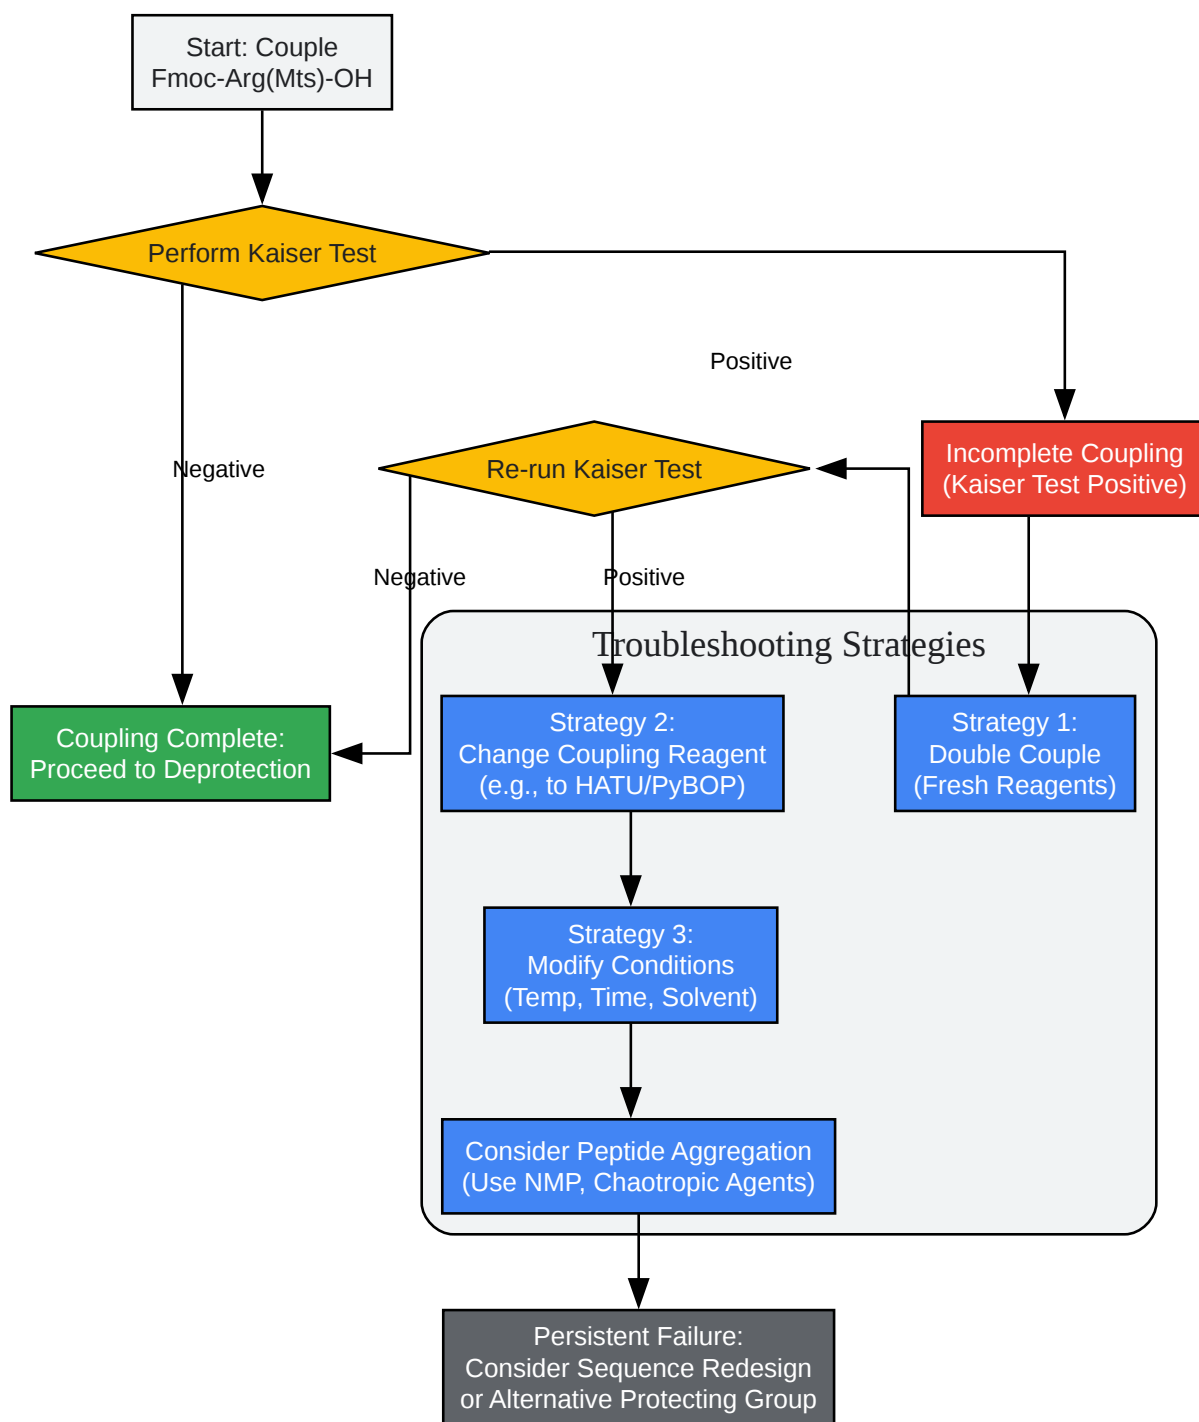 Start: Couple
Fmoc-Arg(Mts)-OH
Perform Kaiser Test
Positive
Negative
Re-run Kaiser Test
Incomplete Coupling
(Kaiser Test Positive)
Negative
Positive
Troubleshooting Strategies
Coupling Complete:
Proceed to Deprotection
Strategy 2:
Change Coupling Reagent
(e.g., to HATU/PyBOP)
Strategy 1:
Double Couple
(Fresh Reagents)
Strategy 3:
Modify Conditions
(Temp, Time, Solvent)
Consider Peptide Aggregation
(Use NMP, Chaotropic Agents)
Persistent Failure:
Consider Sequence Redesign
or Alternative Protecting Group